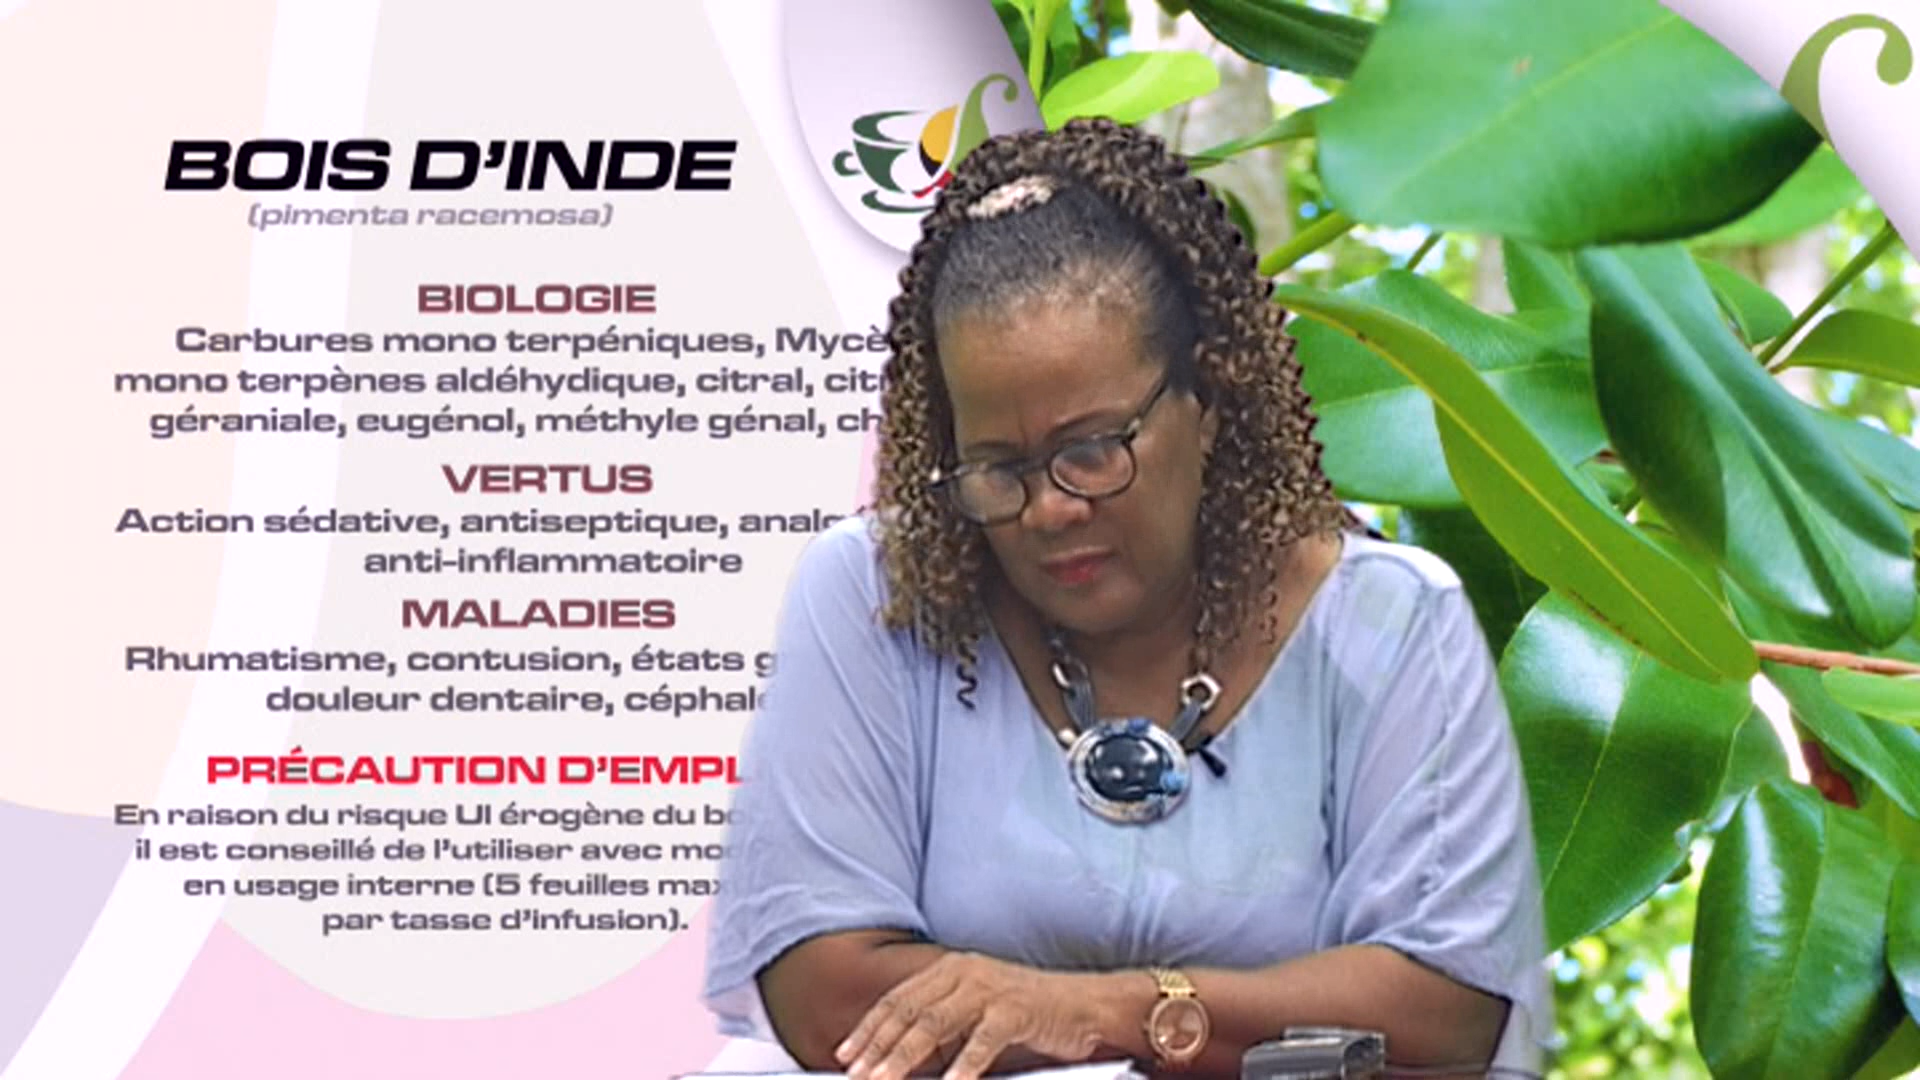 BOIS D'INDE
(pimenta racemosa)
BIOLOGIE
Carbures mono terpéniques,
mono terpènes aldéhydique, citral,
géraniale, eugénol, méthyle génal,
VERTUS
Action sédative, antiseptique,
anti-inflammatoire
MALADIES
Rhumatisme, contusion, états
douleur dentaire,
PRÉCAUTION
En raison du risque Ul érogène du
il est conseillé de l'utiliser avec
en usage interne (5 feuilles
par tasse d'infusion).